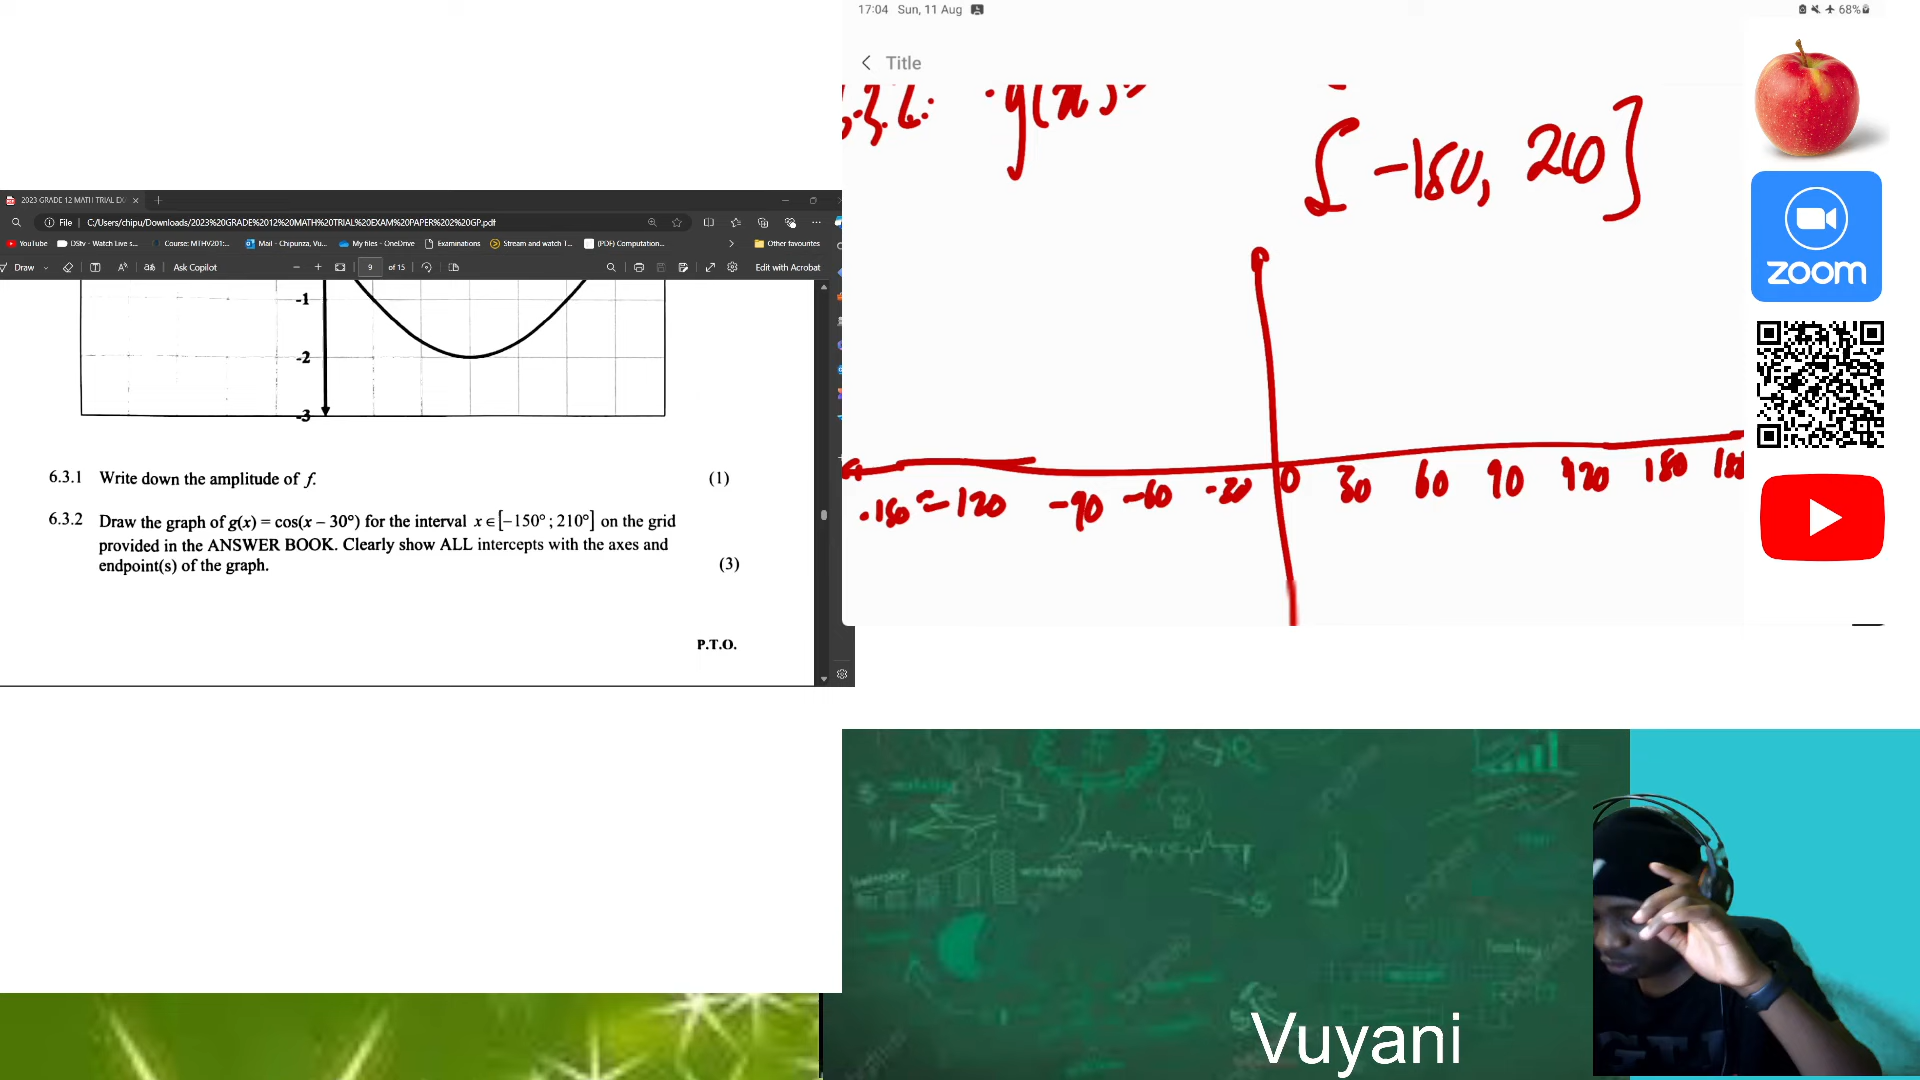 17:04 Sun, 11 Aug
68%
Title
g(x)=
[-150, 210]
-150 -120 -90 -60 -30 0 30 60 90 120 150 180
zoom
2023 GRADE 12 MATH TRIAL EX
File C:/Users/chipu/Downloads/2023%20GRADE%2012%20MATH%20TRIAL%20EXAM%20PAPER%202%20GP.pdf
YouTube DStv - Watch Live s... Course: MTHV201:... Mail - Chipunza, Vu... My files - OneDrive Examinations Stream and watch T... (PDF) Computation... Other favourites
Draw Ask Copilot 9 of 15 Edit with Acrobat
-1
-2
-3
6.3.1 Write down the amplitude of f. (1)
6.3.2 Draw the graph of g(x) = cos(x – 30°) for the interval x ∈ [–150° ; 210°] on the grid
provided in the ANSWER BOOK. Clearly show ALL intercepts with the axes and
endpoint(s) of the graph. (3)
P.T.O.
Vuyani